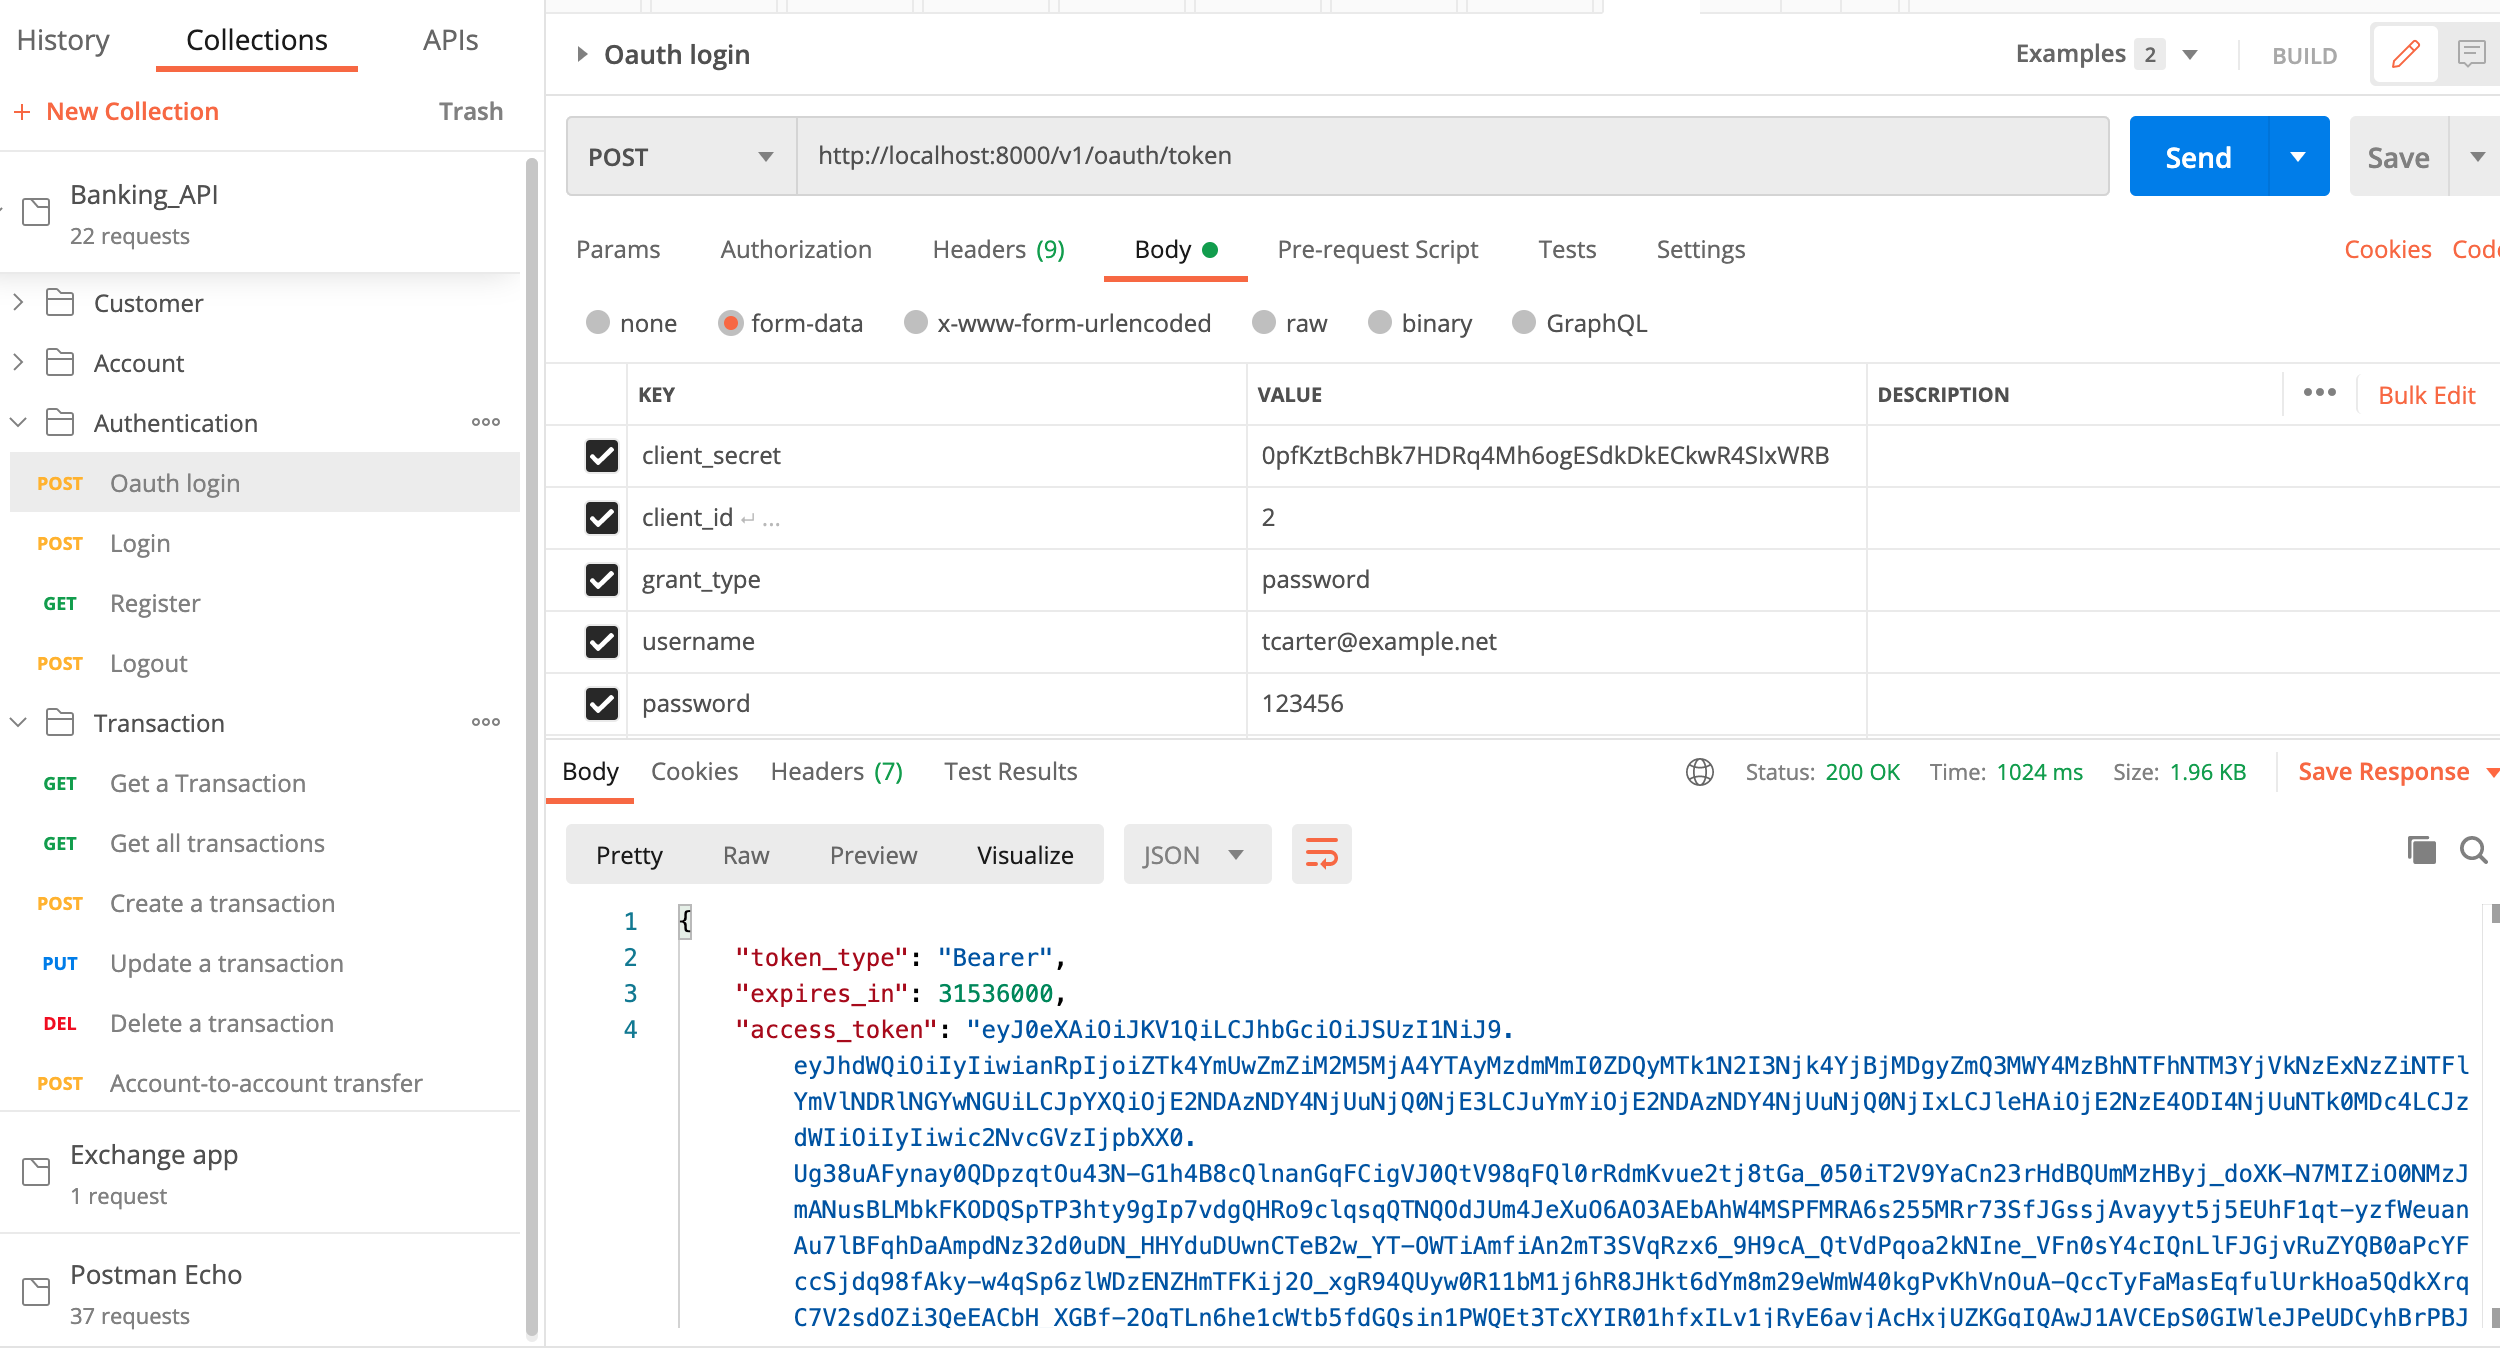 History Collections APIs
+ New Collection Trash
Banking_API
22 requests
Customer
Account
Authentication
POST Oauth login
POST Login
GET Register
POST Logout
Transaction
GET Get a Transaction
GET Get all transactions
POST Create a transaction
PUT Update a transaction
DEL Delete a transaction
POST Account-to-account transfer
Exchange app
1 request
Postman Echo
37 requests
Oauth login Examples 2 BUILD
POST http://localhost:8000/v1/oauth/token Send Save
Params Authorization Headers (9) Body Pre-request Script Tests Settings Cookies Code
none form-data x-www-form-urlencoded raw binary GraphQL
KEY VALUE DESCRIPTION ••• Bulk Edit
client_secret 0pfKztBchBk7HDRq4Mh6ogESdkDkECkwR4SIxWRB
client_id ↵ ... 2
grant_type password
username tcarter@example.net
password 123456
Body Cookies Headers (7) Test Results Status: 200 OK Time: 1024 ms Size: 1.96 KB Save Response
Pretty Raw Preview Visualize JSON
1 {
2 "token_type": "Bearer",
3 "expires_in": 31536000,
4 "access_token": "eyJ0eXAiOiJKV1QiLCJhbGciOiJSUzI1NiJ9.
eyJhdWQiOiIyIiwianRpIjoiZTk4YmUwZmZiM2M5MjA4YTAyMzdmMmI0ZDQyMTk1N2I3Njk4YjBjMDgyZmQ3MWY4MzBhNTFhNTM3YjVkNzExNzZiNTFl
YmVlNDRlNGYwNGUiLCJpYXQiOjE2NDAzNDY4NjUuNjQ0NjE3LCJuYmYiOjE2NDAzNDY4NjUuNjQ0NjIxLCJleHAiOjE2NzE4ODI4NjUuNTk0MDc4LCJz
dWIiOiIyIiwic2NvcGVzIjpbXX0.
Ug38uAFynay0QDpzqtOu43N-G1h4B8cQlnanGqFCigVJ0QtV98qFQl0rRdmKvue2tj8tGa_050iT2V9YaCn23rHdBQUmMzHByj_doXK-N7MIZiO0NMzJ
mANusBLMbkFKODQSpTP3hty9gIp7vdgQHRo9clqsqQTNQOdJUm4JeXuO6AO3AEbAhW4MSPFMRA6s255MRr73SfJGssjAvayyt5j5EUhF1qt-yzfWeuan
Au7lBFqhDaAmpdNz32d0uDN_HHYduDUwnCTeB2w_YT-OWTiAmfiAn2mT3SVqRzx6_9H9cA_QtVdPqoa2kNIne_VFn0sY4cIQnLlFJGjvRuZYQB0aPcYF
ccSjdq98fAky-w4qSp6zlWDzENZHmTFKij2O_xgR94QUyw0R11bM1j6hR8JHkt6dYm8m29eWmW40kgPvKhVnOuA-QccTyFaMasEqfulUrkHoa5QdkXrq
C7V2sdOZi3QeEACbH_XGBf-2OqTLn6he1cWtb5fdGQsin1PWQEt3TcXYIR01hfxILv1jRyE6avjAcHxjUZKGqIQAwJ1AVCEpS0GIWleJPeUDCyhBrPBJ